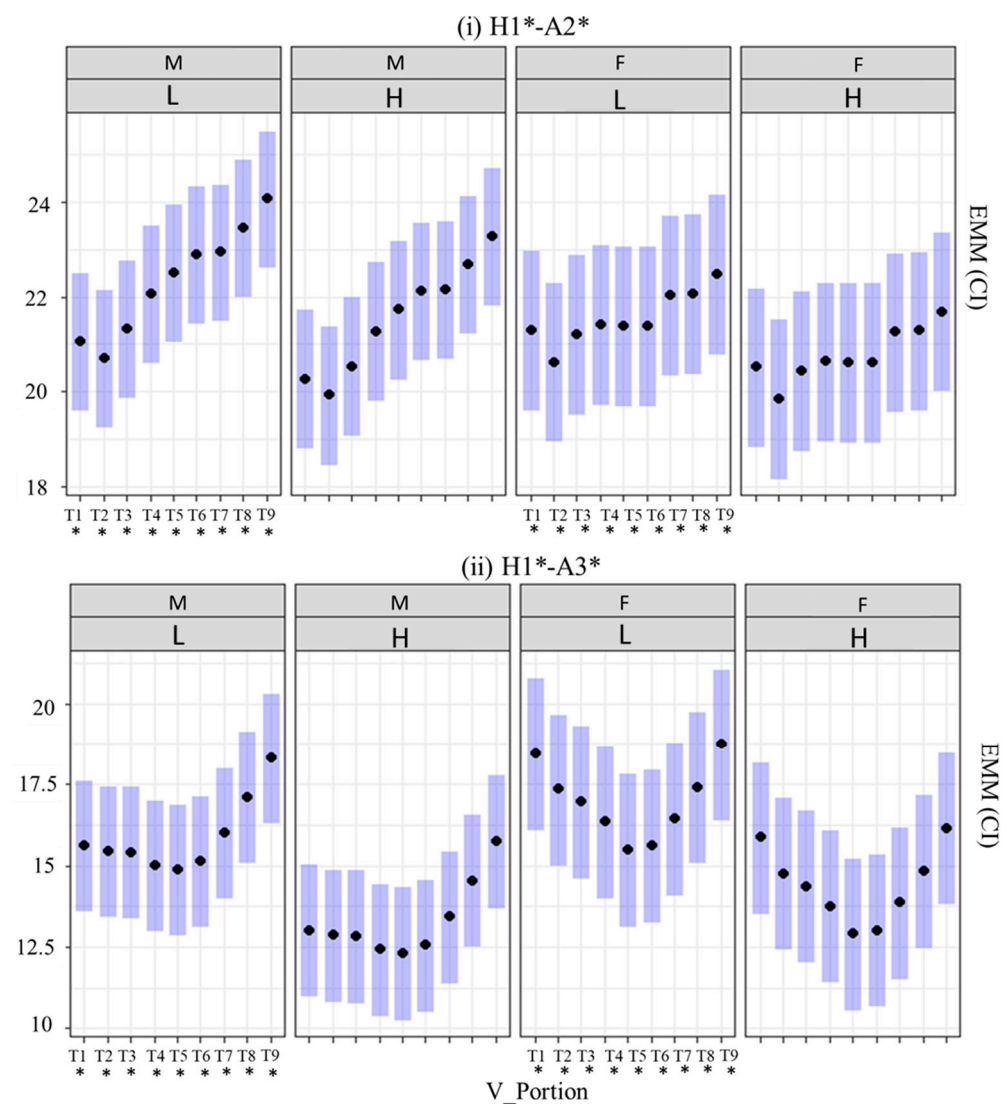 (i) H1*-A2*
M M F F
L H L H
24
22
20
18
EMM (CI)
T1 T2 T3 T4 T5 T6 T7 T8 T9 T1 T2 T3 T4 T5 T6 T7 T8 T9
* * * * * * * * * * * * * * * * * *
(ii) H1*-A3*
M M F F
L H L H
20
17.5
15
12.5
10
EMM (CI)
T1 T2 T3 T4 T5 T6 T7 T8 T9 T1 T2 T3 T4 T5 T6 T7 T8 T9
* * * * * * * * * * * * * * * * * *
V_Portion